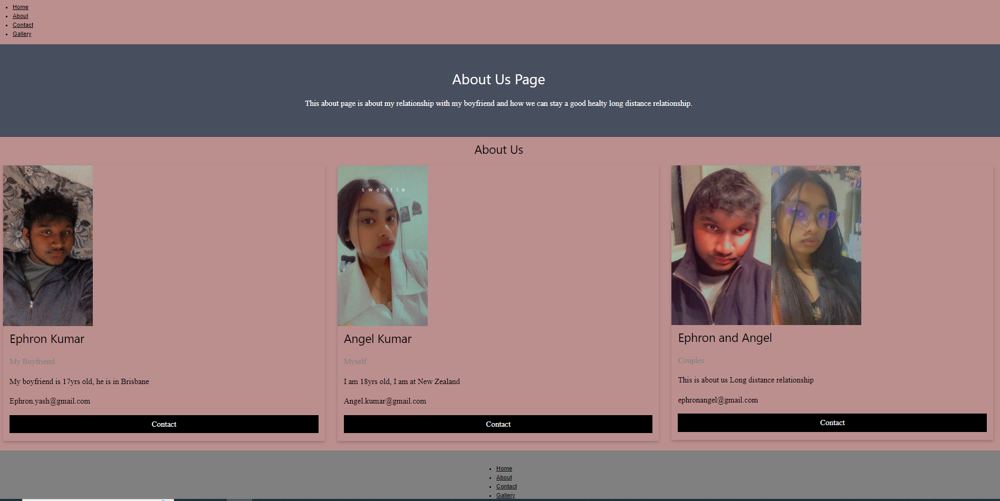 Home
About
Contact
Gallery
About Us Page
This about page is about my relationship with my boyfriend and how we can stay a good healty long distance relationship.
About Us
sweetie
Ephron Kumar
My Boyfriend
My boyfriend is 17yrs old, he is in Brisbane
Ephron.yash@gmail.com
Contact
Angel Kumar
Myself
I am 18yrs old, I am at New Zealand
Angel.kumar@gmail.com
Contact
Ephron and Angel
Couples
This is about us Long distance relationship
ephronangel@gmail.com
Contact
Home
About
Contact
Gallery